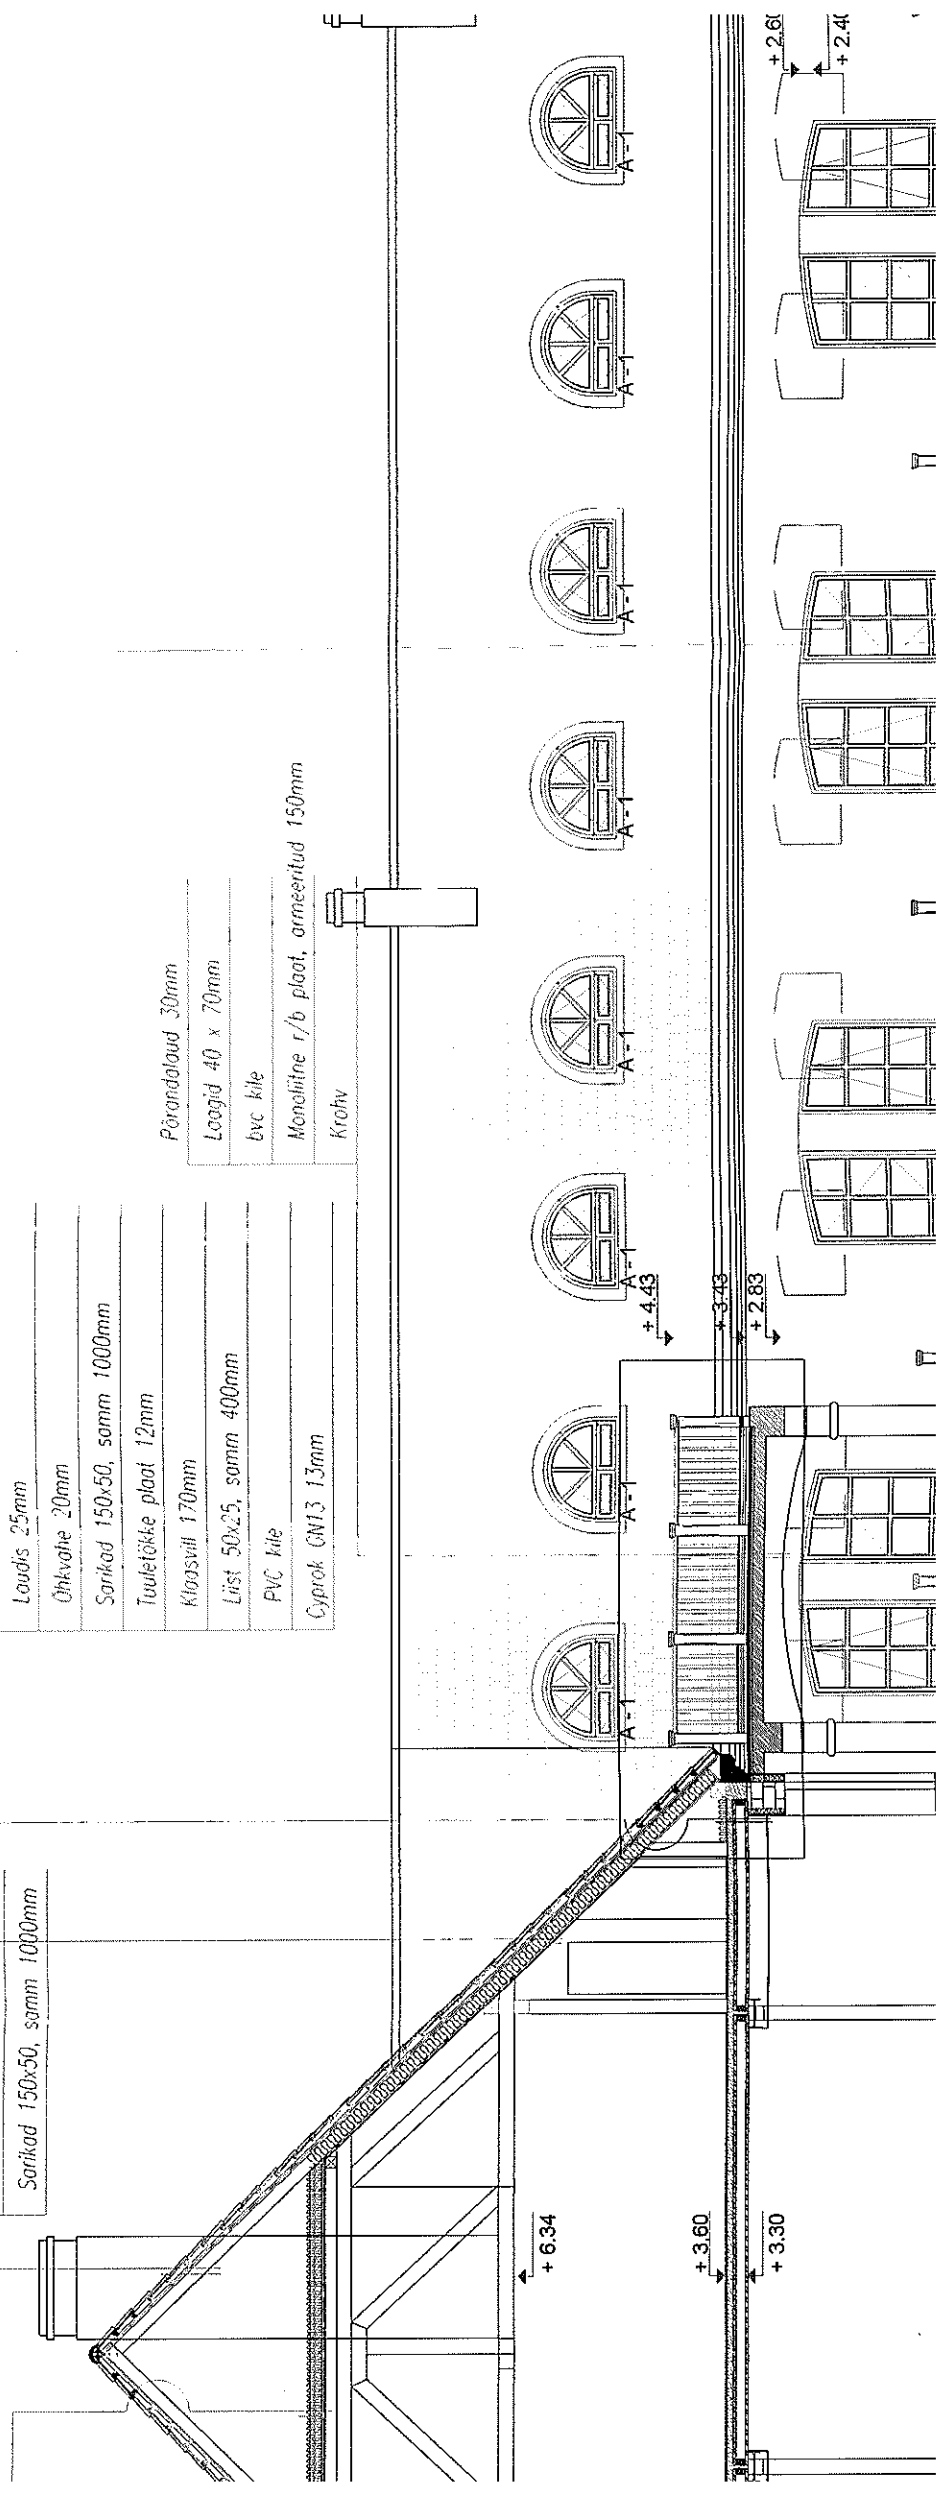 Sarikad 150x50, samm 1000mm
Laudis 25mm
Õhkvahe 20mm
Sarikad 150x50, samm 1000mm
Tuuletõkke plaat 12mm
Klaasvill 170mm
Liist 50x25, samm 400mm
PVC kile
Gyprok GN13 13mm
Põrandalaud 30mm
Laagid 40 x 70mm
bvc kile
Monoliitne r/b plaat, armeeritud 150mm
Krohv
+ 6.34
+ 3.60
+ 3.30
A-1
A-1
A-1
A-1
A-1
A-1
A-1
A-1
+ 4.43
+ 3.43
+ 2.83
+ 2.60
+ 2.40